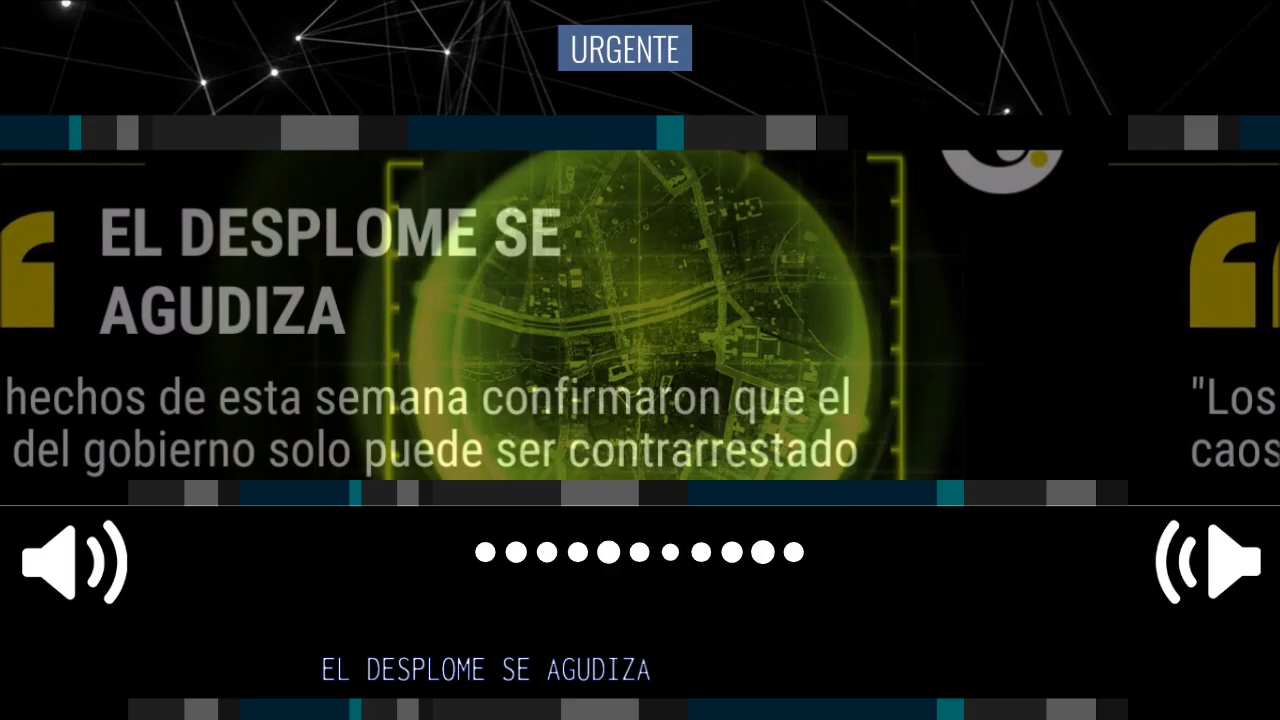 URGENTE
EL DESPLOME SE
AGUDIZA
hechos de esta semana confirmaron que el
del gobierno solo puede ser contrarrestado
"Los
caos
EL DESPLOME SE AGUDIZA